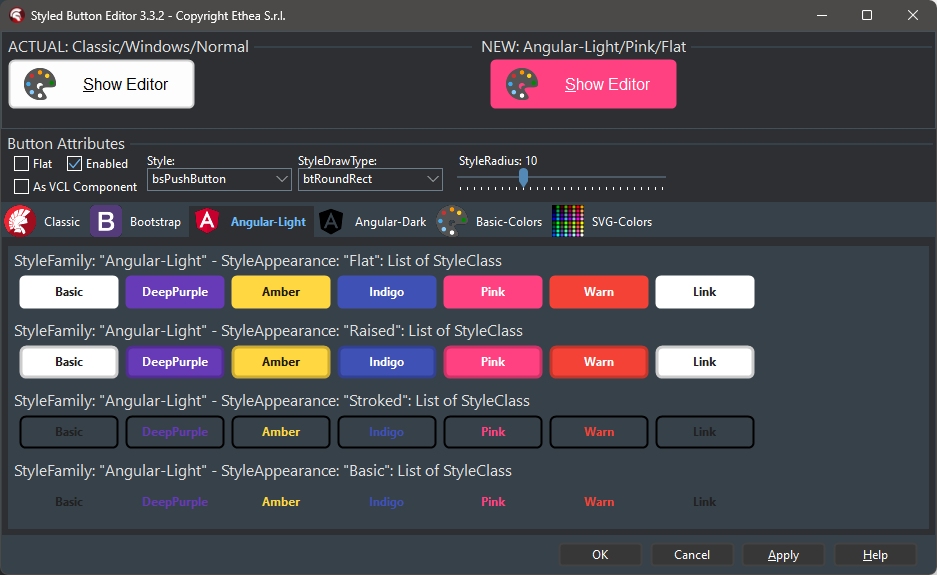 Styled Button Editor 3.3.2 - Copyright Ethea S.r.l.
ACTUAL: Classic/Windows/Normal
NEW: Angular-Light/Pink/Flat
Show Editor
Show Editor
Button Attributes
Flat
Enabled
As VCL Component
Style:
bsPushButton
StyleDrawType:
btRoundRect
StyleRadius: 10
Classic
B Bootstrap
A Angular-Light
A Angular-Dark
Basic-Colors
SVG-Colors
StyleFamily: "Angular-Light" - StyleAppearance: "Flat": List of StyleClass
Basic DeepPurple Amber Indigo Pink Warn Link
StyleFamily: "Angular-Light" - StyleAppearance: "Raised": List of StyleClass
Basic DeepPurple Amber Indigo Pink Warn Link
StyleFamily: "Angular-Light" - StyleAppearance: "Stroked": List of StyleClass
Basic DeepPurple Amber Indigo Pink Warn Link
StyleFamily: "Angular-Light" - StyleAppearance: "Basic": List of StyleClass
Basic DeepPurple Amber Indigo Pink Warn Link
OK Cancel Apply Help